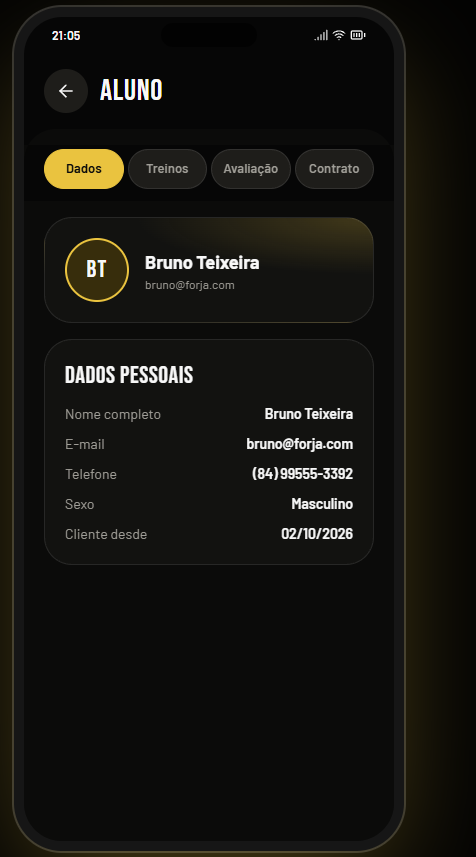 21:05
ALUNO
Dados Treinos Avaliação Contrato
BT
Bruno Teixeira
bruno@forja.com
DADOS PESSOAIS
Nome completo Bruno Teixeira
E-mail bruno@forja.com
Telefone (84) 99555-3392
Sexo Masculino
Cliente desde 02/10/2026